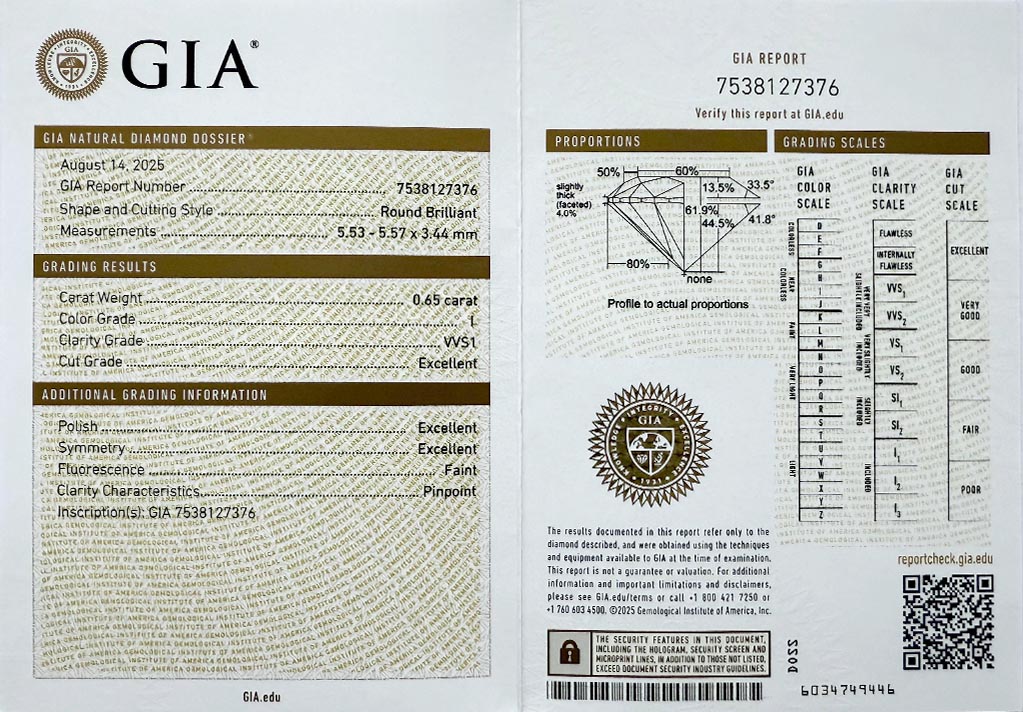 GIA®
GIA NATURAL DIAMOND DOSSIER®
August 14, 2025
GIA Report Number 7538127376
Shape and Cutting Style Round Brilliant
Measurements 5.53 - 5.57 x 3.44 mm
GRADING RESULTS
Carat Weight 0.65 carat
Color Grade I
Clarity Grade VVS1
Cut Grade Excellent
ADDITIONAL GRADING INFORMATION
Polish Excellent
Symmetry Excellent
Fluorescence Faint
Clarity Characteristics Pinpoint
Inscription(s): GIA 7538127376
GIA.edu
GIA REPORT
7538127376
Verify this report at GIA.edu
PROPORTIONS
50%
60%
slightly
thick
(faceted)
4.0%
13.5%
33.5°
61.9%
44.5%
41.8°
80%
none
Profile to actual proportions
GIA
INTEGRITY
1931
The results documented in this report refer only to the
diamond described, and were obtained using the techniques
and equipment available to GIA at the time of examination.
This report is not a guarantee or valuation. For additional
information and important limitations and disclaimers,
please see GIA.edu/terms or call +1 800 421 7250 or
+1 760 603 4500. ©2025 Gemological Institute of America, Inc.
THE SECURITY FEATURES IN THIS DOCUMENT,
INCLUDING THE HOLOGRAM, SECURITY SCREEN AND
MICROPRINT LINES, IN ADDITION TO THOSE NOT LISTED,
EXCEED DOCUMENT SECURITY INDUSTRY GUIDELINES.
GRADING SCALES
GIA
COLOR
SCALE
COLORLESS
D
E
F
NEAR COLORLESS
G
H
I
J
FAINT
K
L
M
VERY LIGHT
N
O
P
Q
R
LIGHT
S
T
U
V
W
X
Y
Z
GIA
CLARITY
SCALE
FLAWLESS
INTERNALLY
FLAWLESS
VERY VERY SLIGHTLY INCLUDED
VVS1
VVS2
VERY SLIGHTLY INCLUDED
VS1
VS2
SLIGHTLY INCLUDED
SI1
SI2
INCLUDED
I1
I2
I3
GIA
CUT
SCALE
EXCELLENT
VERY
GOOD
GOOD
FAIR
POOR
reportcheck.gia.edu
D022
6034749446